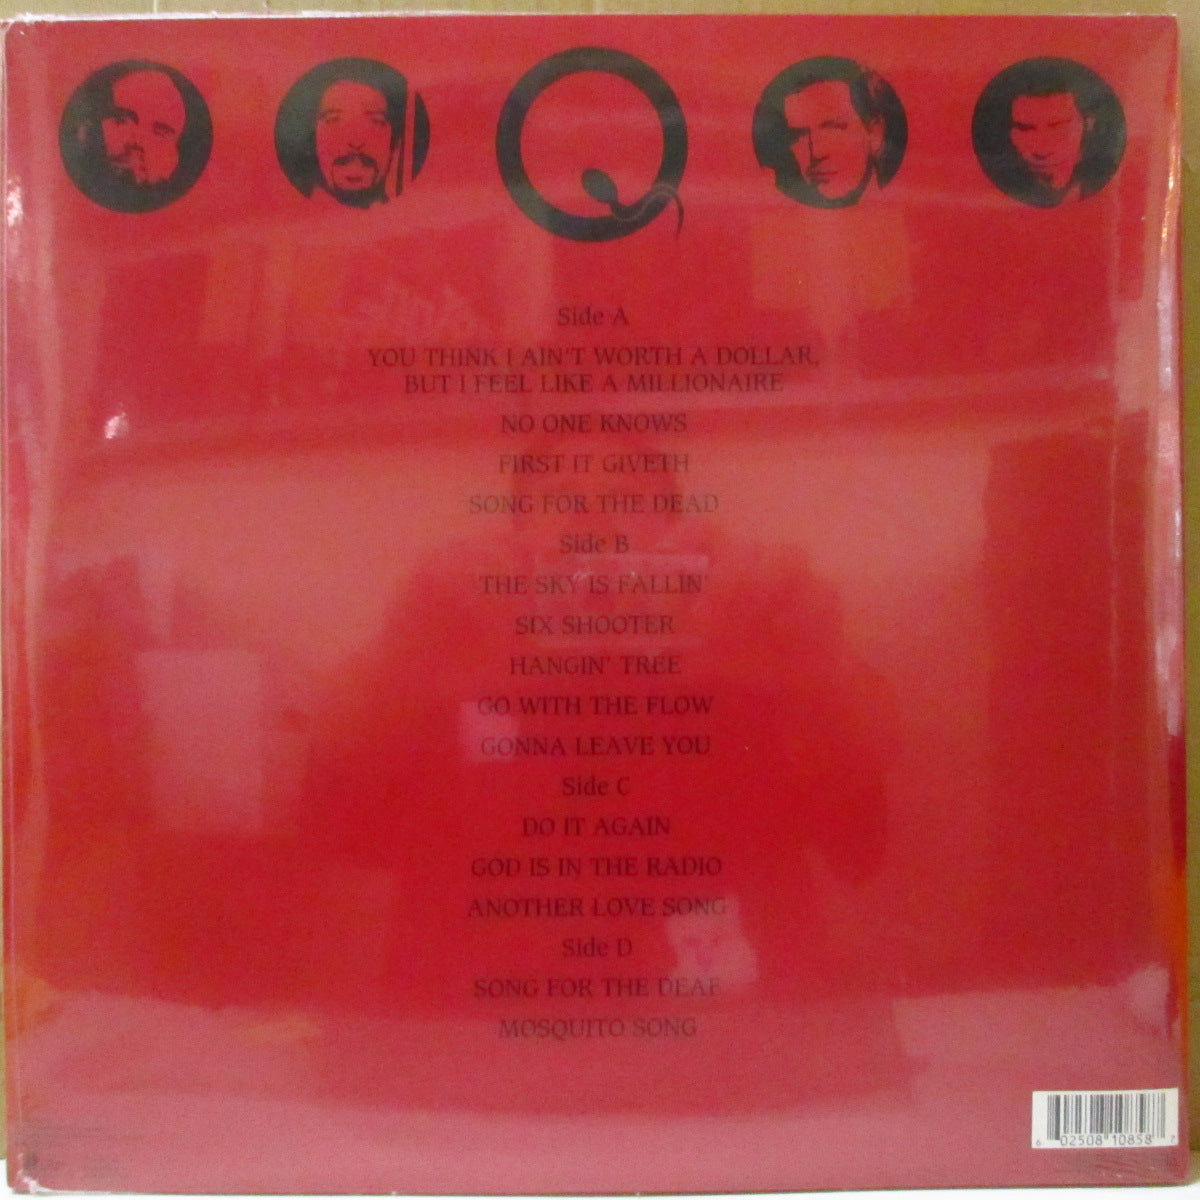 Side A
YOU THINK I AIN'T WORTH A DOLLAR,
BUT I FEEL LIKE A MILLIONAIRE
NO ONE KNOWS
FIRST IT GIVETH
SONG FOR THE DEAD
Side B
THE SKY IS FALLIN'
SIX SHOOTER
HANGIN' TREE
GO WITH THE FLOW
GONNA LEAVE YOU
Side C
DO IT AGAIN
GOD IS IN THE RADIO
ANOTHER LOVE SONG
Side D
SONG FOR THE DEAF
MOSQUITO SONG
6 02508 10858 7